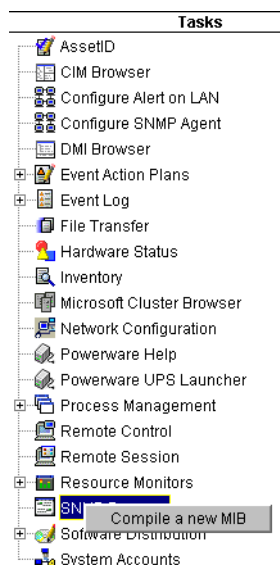 Tasks
AssetID
CIM Browser
Configure Alert on LAN
Configure SNMP Agent
DMI Browser
Event Action Plans
Event Log
File Transfer
Hardware Status
Inventory
Microsoft Cluster Browser
Network Configuration
Powerware Help
Powerware UPS Launcher
Process Management
Remote Control
Remote Session
Resource Monitors
Compile a new MIB
Software Distribution
System Accounts